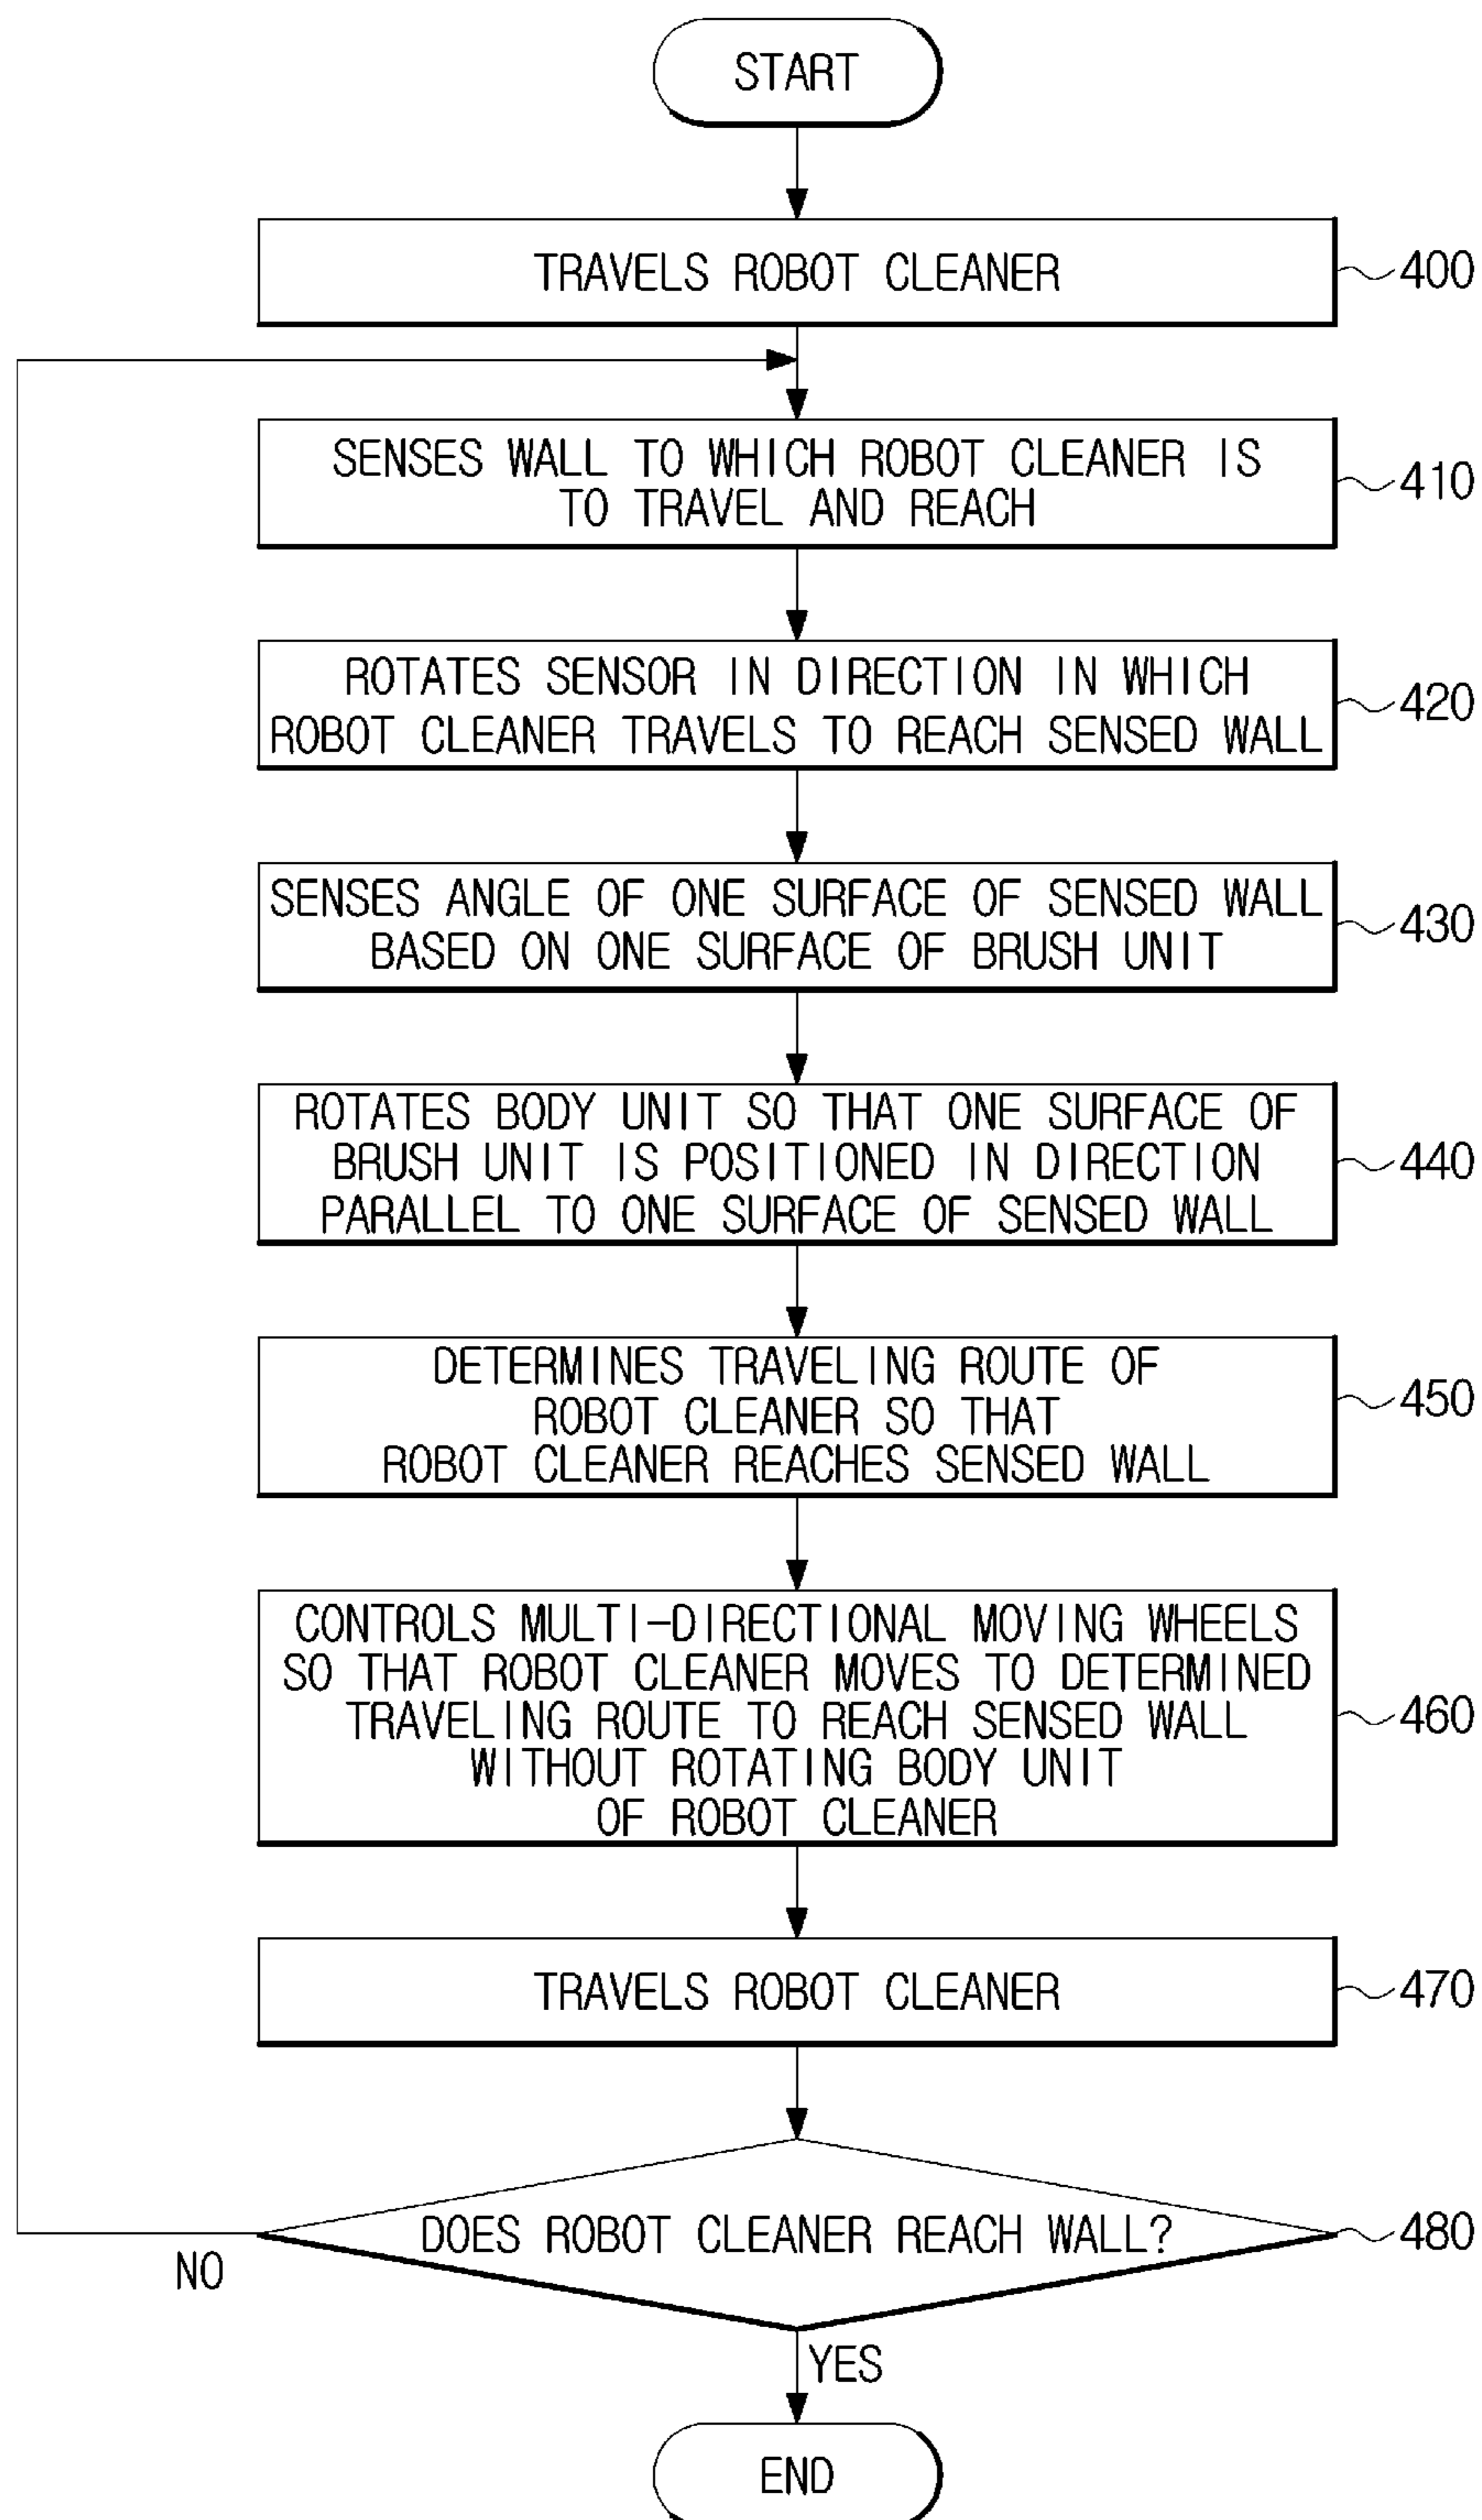 START
TRAVELS ROBOT CLEANER
400
SENSES WALL TO WHICH ROBOT CLEANER IS
TO TRAVEL AND REACH
410
ROTATES SENSOR IN DIRECTION IN WHICH
ROBOT CLEANER TRAVELS TO REACH SENSED WALL
420
SENSES ANGLE OF ONE SURFACE OF SENSED WALL
BASED ON ONE SURFACE OF BRUSH UNIT
430
ROTATES BODY UNIT SO THAT ONE SURFACE OF
BRUSH UNIT IS POSITIONED IN DIRECTION
PARALLEL TO ONE SURFACE OF SENSED WALL
440
DETERMINES TRAVELING ROUTE OF
ROBOT CLEANER SO THAT
ROBOT CLEANER REACHES SENSED WALL
450
CONTROLS MULTI-DIRECTIONAL MOVING WHEELS
SO THAT ROBOT CLEANER MOVES TO DETERMINED
TRAVELING ROUTE TO REACH SENSED WALL
WITHOUT ROTATING BODY UNIT
OF ROBOT CLEANER
460
TRAVELS ROBOT CLEANER
470
DOES ROBOT CLEANER REACH WALL?
480
NO
YES
END